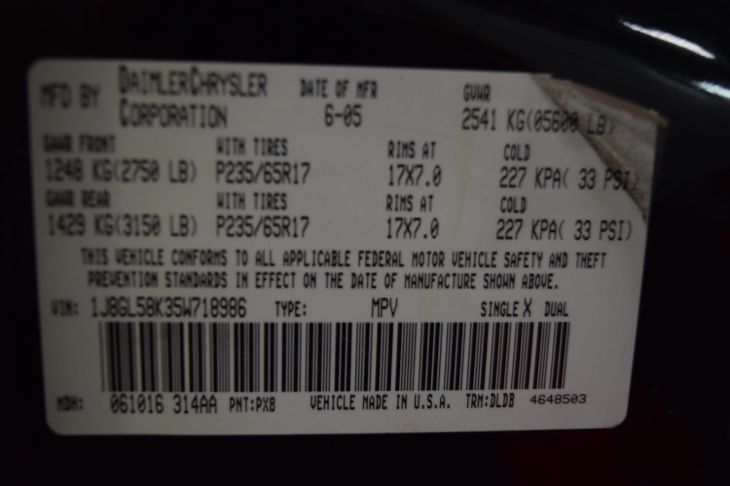 MFD BY DAIMLERCHRYSLER CORPORATION DATE OF MFR 6-05 GVWR 2541 KG(05600 LB)
GAWR FRONT WITH TIRES RIMS AT COLD
1248 KG(2750 LB) P235/65R17 17X7.0 227 KPA( 33 PSI)
GAWR REAR WITH TIRES RIMS AT COLD
1429 KG(3150 LB) P235/65R17 17X7.0 227 KPA( 33 PSI)
THIS VEHICLE CONFORMS TO ALL APPLICABLE FEDERAL MOTOR VEHICLE SAFETY AND THEFT
PREVENTION STANDARDS IN EFFECT ON THE DATE OF MANUFACTURE SHOWN ABOVE.
VIN: 1J8GL58K35W718986 TYPE: MPV SINGLE X DUAL
MDH: 061016 314AA PNT:PX8 VEHICLE MADE IN U.S.A. TRM:DLDB 4648503